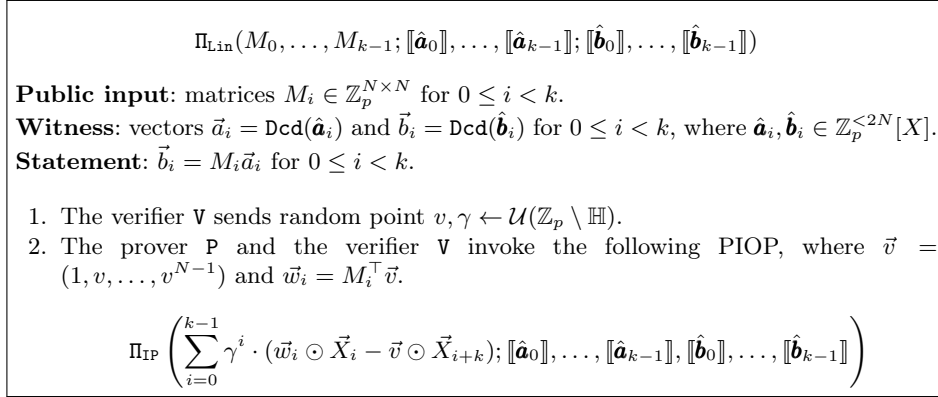 Π_Lin(M_0, …, M_{k−1}; ⟦â_0⟧, …, ⟦â_{k−1}⟧; ⟦b̂_0⟧, …, ⟦b̂_{k−1}⟧)
Public input: matrices M_i ∈ ℤ_p^{N×N} for 0 ≤ i < k.
Witness: vectors a⃗_i = Dcd(â_i) and b⃗_i = Dcd(b̂_i) for 0 ≤ i < k, where â_i, b̂_i ∈ ℤ_p^{<2N}[X].
Statement: b⃗_i = M_i a⃗_i for 0 ≤ i < k.
1. The verifier V sends random point v, γ ← 𝒰(ℤ_p \ ℍ).
2. The prover P and the verifier V invoke the following PIOP, where v⃗ =
(1, v, …, v^{N−1}) and w⃗_i = M_i^⊤ v⃗.
Π_IP(∑_{i=0}^{k−1} γ^i · (w⃗_i ⊙ X⃗_i − v⃗ ⊙ X⃗_{i+k}); ⟦â_0⟧, …, ⟦â_{k−1}⟧, ⟦b̂_0⟧, …, ⟦b̂_{k−1}⟧)